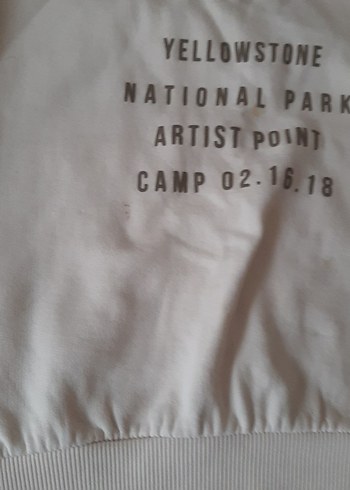 YELLOWSTONE
NATIONAL PARK
ARTIST POINT
CAMP 02.16.18